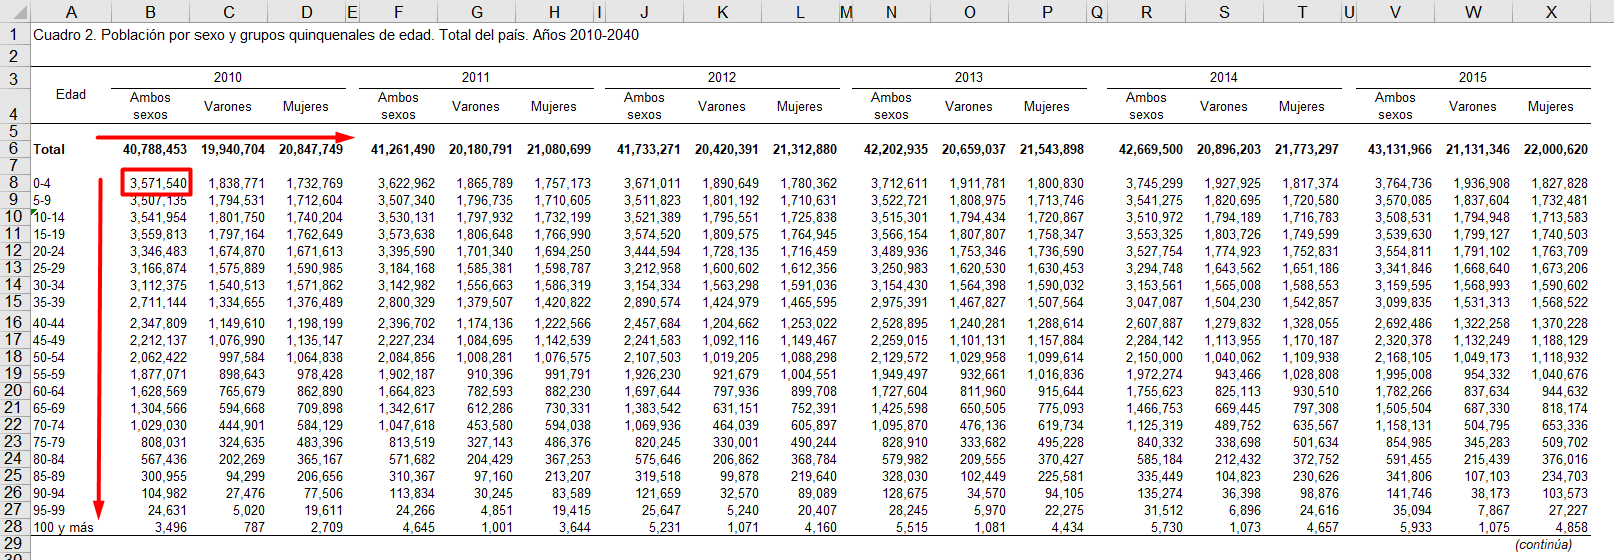 A B C D E F G H I J K L M N O P Q R S T U V W X
1 Cuadro 2. Población por sexo y grupos quinquenales de edad. Total del país. Años 2010-2040
2
3 2010 2011 2012 2013 2014 2015
Edad
4 Ambos sexos Varones Mujeres Ambos sexos Varones Mujeres Ambos sexos Varones Mujeres Ambos sexos Varones Mujeres Ambos sexos Varones Mujeres Ambos sexos Varones Mujeres
5
6 Total 40,788,453 19,940,704 20,847,749 41,261,490 20,180,791 21,080,699 41,733,271 20,420,391 21,312,880 42,202,935 20,659,037 21,543,898 42,669,500 20,896,203 21,773,297 43,131,966 21,131,346 22,000,620
7
8 0-4 3,571,540 1,838,771 1,732,769 3,622,962 1,865,789 1,757,173 3,671,011 1,890,649 1,780,362 3,712,611 1,911,781 1,800,830 3,745,299 1,927,925 1,817,374 3,764,736 1,936,908 1,827,828
9 5-9 3,507,135 1,794,531 1,712,604 3,507,340 1,796,735 1,710,605 3,511,823 1,801,192 1,710,631 3,522,721 1,808,975 1,713,746 3,541,275 1,820,695 1,720,580 3,570,085 1,837,604 1,732,481
10 10-14 3,541,954 1,801,750 1,740,204 3,530,131 1,797,932 1,732,199 3,521,389 1,795,551 1,725,838 3,515,301 1,794,434 1,720,867 3,510,972 1,794,189 1,716,783 3,508,531 1,794,948 1,713,583
11 15-19 3,559,813 1,797,164 1,762,649 3,573,638 1,806,648 1,766,990 3,574,520 1,809,575 1,764,945 3,566,154 1,807,807 1,758,347 3,553,325 1,803,726 1,749,599 3,539,630 1,799,127 1,740,503
12 20-24 3,346,483 1,674,870 1,671,613 3,395,590 1,701,340 1,694,250 3,444,594 1,728,135 1,716,459 3,489,936 1,753,346 1,736,590 3,527,754 1,774,923 1,752,831 3,554,811 1,791,102 1,763,709
13 25-29 3,166,874 1,575,889 1,590,985 3,184,168 1,585,381 1,598,787 3,212,958 1,600,602 1,612,356 3,250,983 1,620,530 1,630,453 3,294,748 1,643,562 1,651,186 3,341,846 1,668,640 1,673,206
14 30-34 3,112,375 1,540,513 1,571,862 3,142,982 1,556,663 1,586,319 3,154,334 1,563,298 1,591,036 3,154,430 1,564,398 1,590,032 3,153,561 1,565,008 1,588,553 3,159,595 1,568,993 1,590,602
15 35-39 2,711,144 1,334,655 1,376,489 2,800,329 1,379,507 1,420,822 2,890,574 1,424,979 1,465,595 2,975,391 1,467,827 1,507,564 3,047,087 1,504,230 1,542,857 3,099,835 1,531,313 1,568,522
16 40-44 2,347,809 1,149,610 1,198,199 2,396,702 1,174,136 1,222,566 2,457,684 1,204,662 1,253,022 2,528,895 1,240,281 1,288,614 2,607,887 1,279,832 1,328,055 2,692,486 1,322,258 1,370,228
17 45-49 2,212,137 1,076,990 1,135,147 2,227,234 1,084,695 1,142,539 2,241,583 1,092,116 1,149,467 2,259,015 1,101,131 1,157,884 2,284,142 1,113,955 1,170,187 2,320,378 1,132,249 1,188,129
18 50-54 2,062,422 997,584 1,064,838 2,084,856 1,008,281 1,076,575 2,107,503 1,019,205 1,088,298 2,129,572 1,029,958 1,099,614 2,150,000 1,040,062 1,109,938 2,168,105 1,049,173 1,118,932
19 55-59 1,877,071 898,643 978,428 1,902,187 910,396 991,791 1,926,230 921,679 1,004,551 1,949,497 932,661 1,016,836 1,972,274 943,466 1,028,808 1,995,008 954,332 1,040,676
20 60-64 1,628,569 765,679 862,890 1,664,823 782,593 882,230 1,697,644 797,936 899,708 1,727,604 811,960 915,644 1,755,623 825,113 930,510 1,782,266 837,634 944,632
21 65-69 1,304,566 594,668 709,898 1,342,617 612,286 730,331 1,383,542 631,151 752,391 1,425,598 650,505 775,093 1,466,753 669,445 797,308 1,505,504 687,330 818,174
22 70-74 1,029,030 444,901 584,129 1,047,618 453,580 594,038 1,069,936 464,039 605,897 1,095,870 476,136 619,734 1,125,319 489,752 635,567 1,158,131 504,795 653,336
23 75-79 808,031 324,635 483,396 813,519 327,143 486,376 820,245 330,001 490,244 828,910 333,682 495,228 840,332 338,698 501,634 854,985 345,283 509,702
24 80-84 567,436 202,269 365,167 571,682 204,429 367,253 575,646 206,862 368,784 579,982 209,555 370,427 585,184 212,432 372,752 591,455 215,439 376,016
25 85-89 300,955 94,299 206,656 310,367 97,160 213,207 319,518 99,878 219,640 328,030 102,449 225,581 335,449 104,823 230,626 341,806 107,103 234,703
26 90-94 104,982 27,476 77,506 113,834 30,245 83,589 121,659 32,570 89,089 128,675 34,570 94,105 135,274 36,398 98,876 141,746 38,173 103,573
27 95-99 24,631 5,020 19,611 24,266 4,851 19,415 25,647 5,240 20,407 28,245 5,970 22,275 31,512 6,896 24,616 35,094 7,867 27,227
28 100 y más 3,496 787 2,709 4,645 1,001 3,644 5,231 1,071 4,160 5,515 1,081 4,434 5,730 1,073 4,657 5,933 1,075 4,858
29 (continúa)